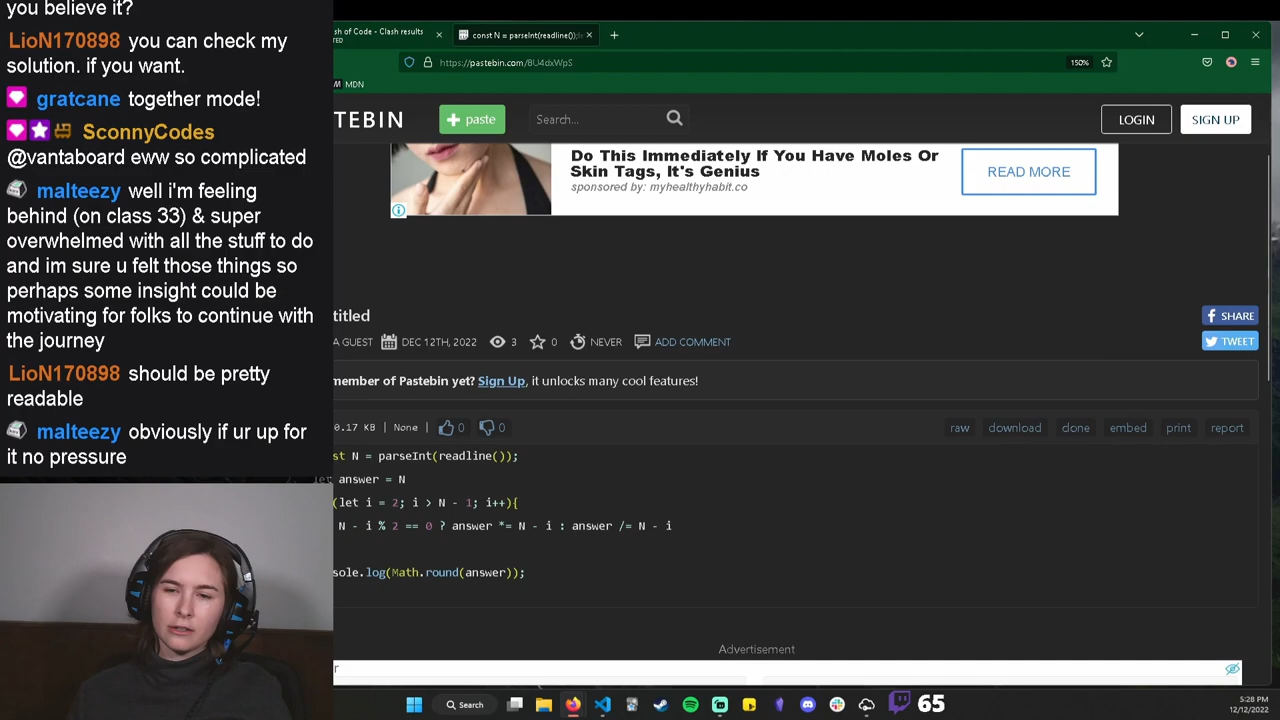 you believe it?
LioN170898 you can check my
solution. if you want.
gratcane together mode!
SconnyCodes
@vantaboard eww so complicated
malteezy well i'm feeling
behind (on class 33) & super
overwhelmed with all the stuff to do
and im sure u felt those things so
perhaps some insight could be
motivating for folks to continue with
the journey
LioN170898 should be pretty
readable
malteezy obviously if ur up for
it no pressure
sh of Code - Clash results
const N = parseInt(readline());le
https://pastebin.com/8U4dxWpS
150%
MDN
TEBIN
paste
Search...
LOGIN
SIGN UP
Do This Immediately If You Have Moles Or
Skin Tags, It's Genius
sponsored by: myhealthyhabit.co
READ MORE
titled
SHARE
A GUEST
DEC 12TH, 2022
3
0
NEVER
ADD COMMENT
TWEET
member of Pastebin yet? Sign Up, it unlocks many cool features!
0.17 KB | None |
0
0
raw
download
clone
embed
print
report
st N = parseInt(readline());
let answer = N
(let i = 2; i > N - 1; i++){
N - i % 2 == 0 ? answer *= N - i : answer /= N - i
sole.log(Math.round(answer));
Advertisement
r
Search
65
5:28 PM
12/12/2022